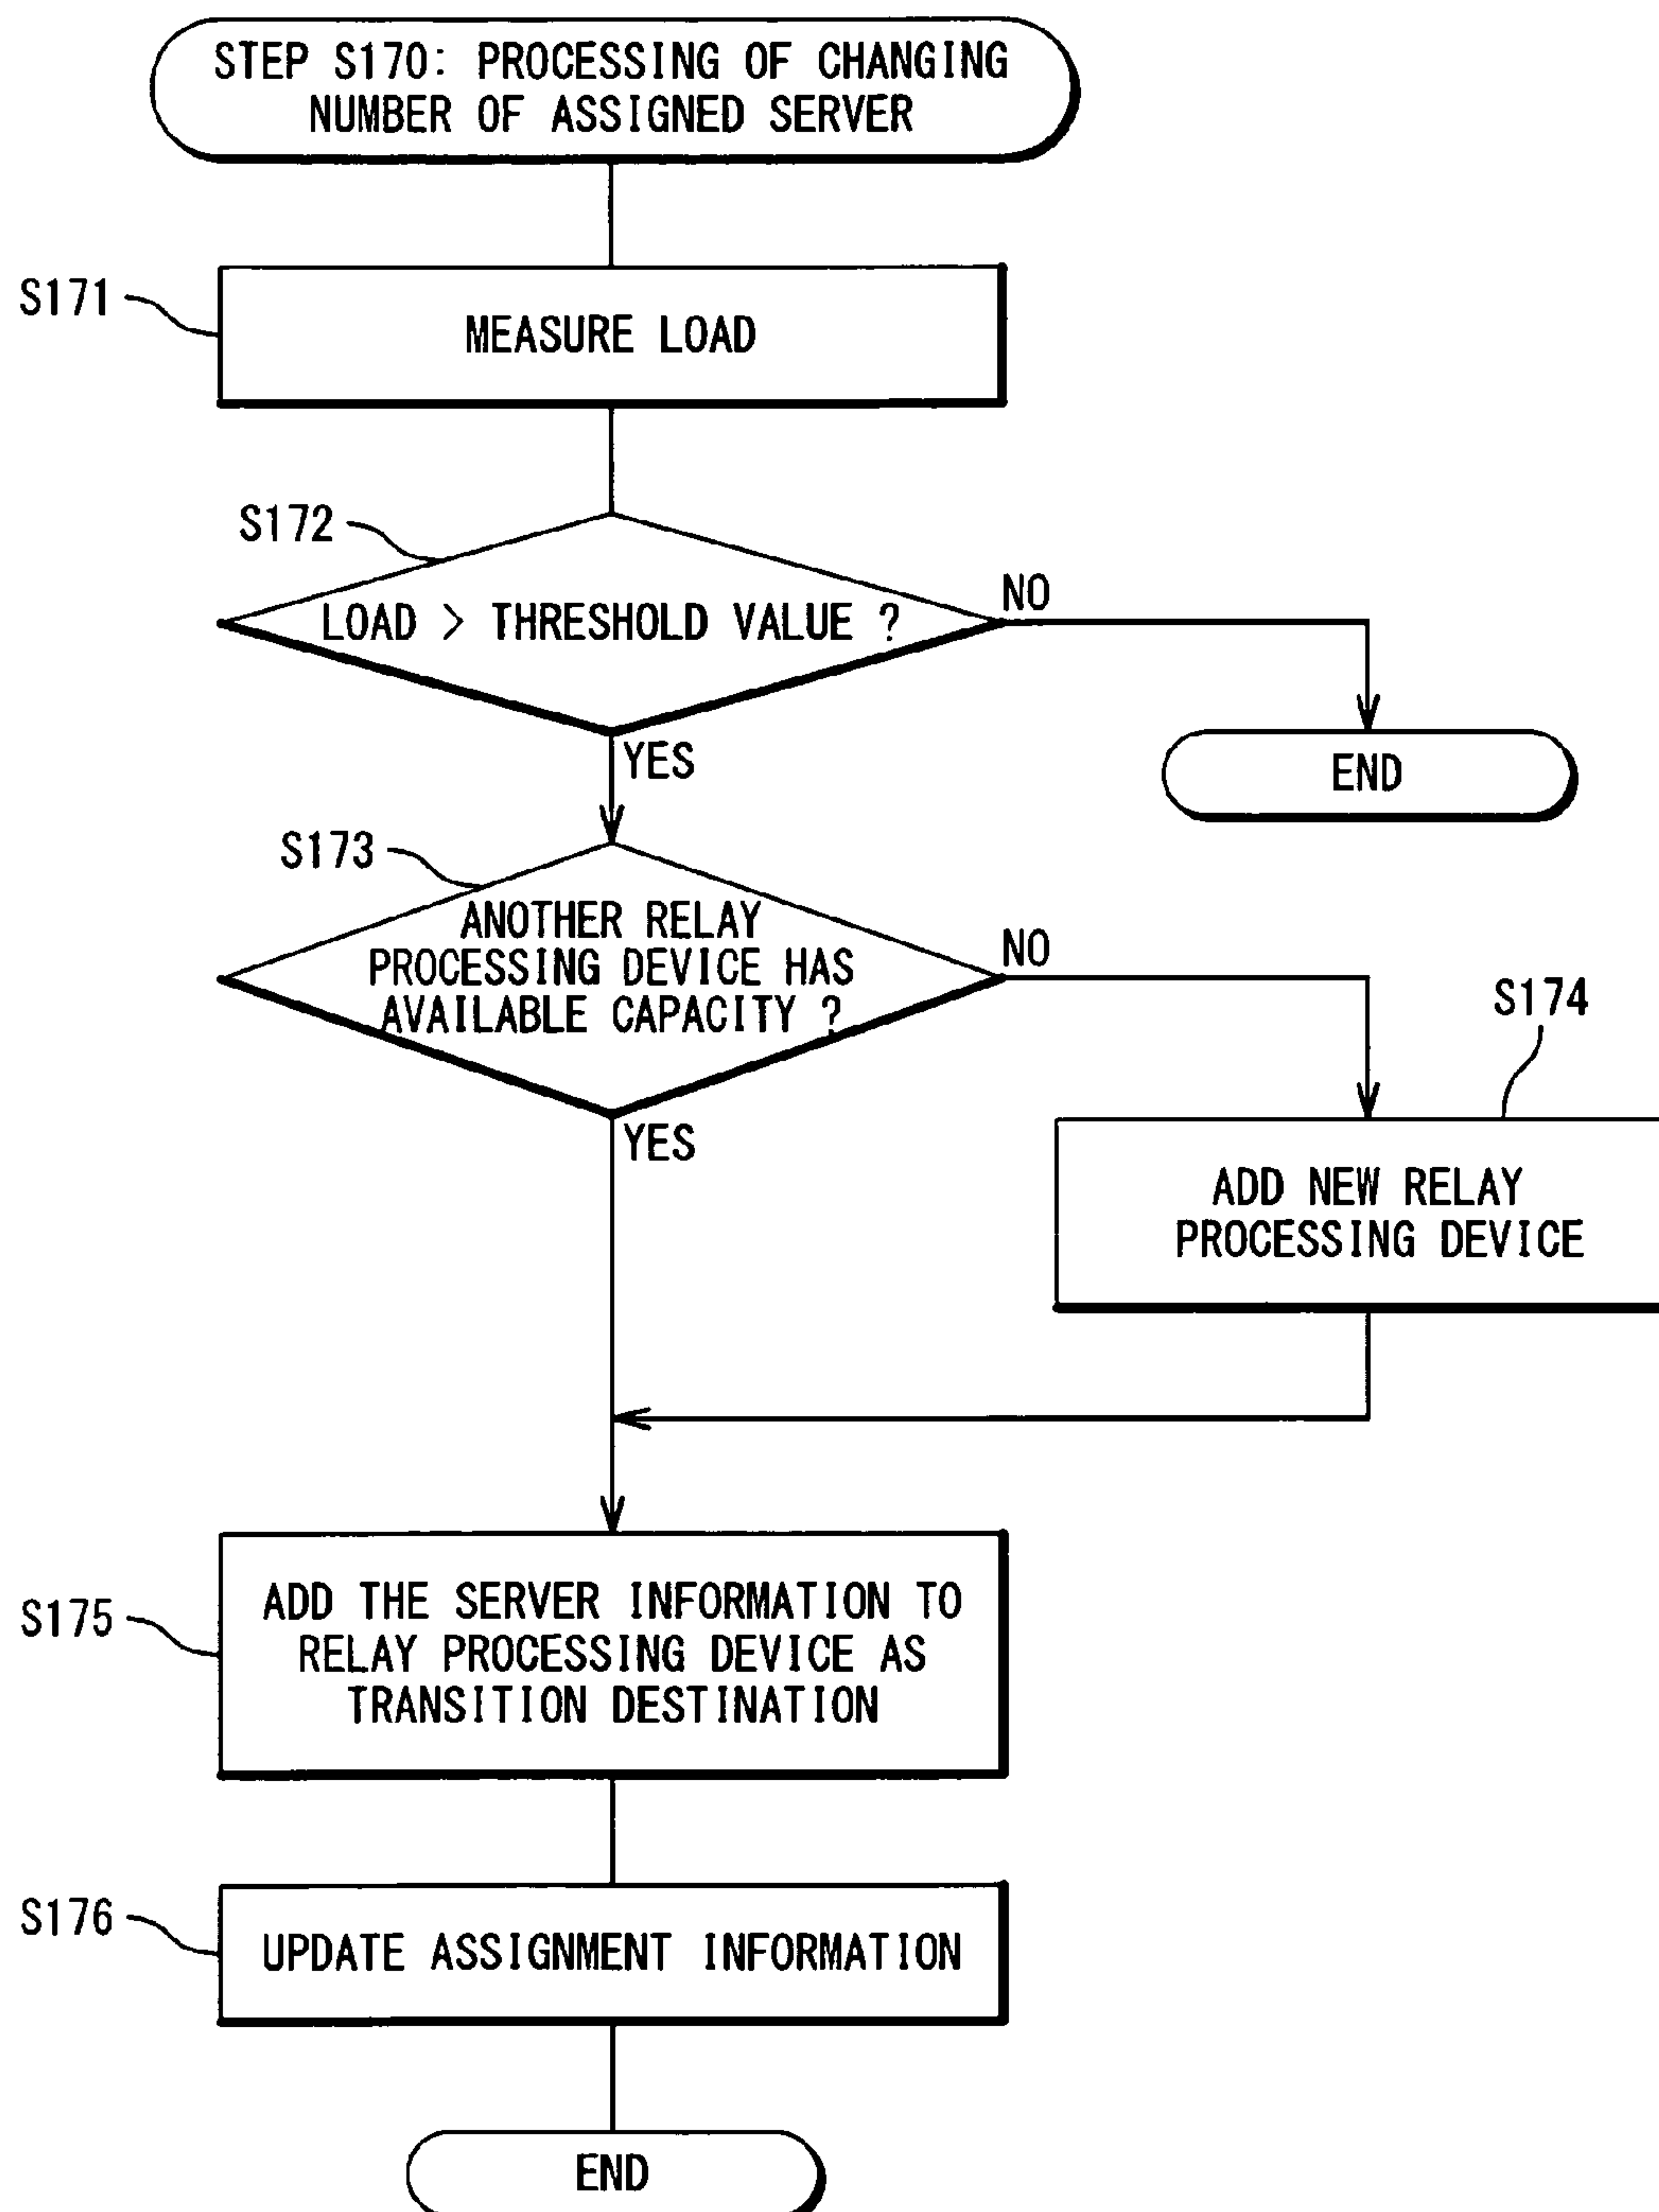 STEP S170: PROCESSING OF CHANGING
NUMBER OF ASSIGNED SERVER
S171
MEASURE LOAD
S172
LOAD > THRESHOLD VALUE ?
NO
END
YES
S173
ANOTHER RELAY
PROCESSING DEVICE HAS
AVAILABLE CAPACITY ?
NO
S174
YES
ADD NEW RELAY
PROCESSING DEVICE
S175
ADD THE SERVER INFORMATION TO
RELAY PROCESSING DEVICE AS
TRANSITION DESTINATION
S176
UPDATE ASSIGNMENT INFORMATION
END